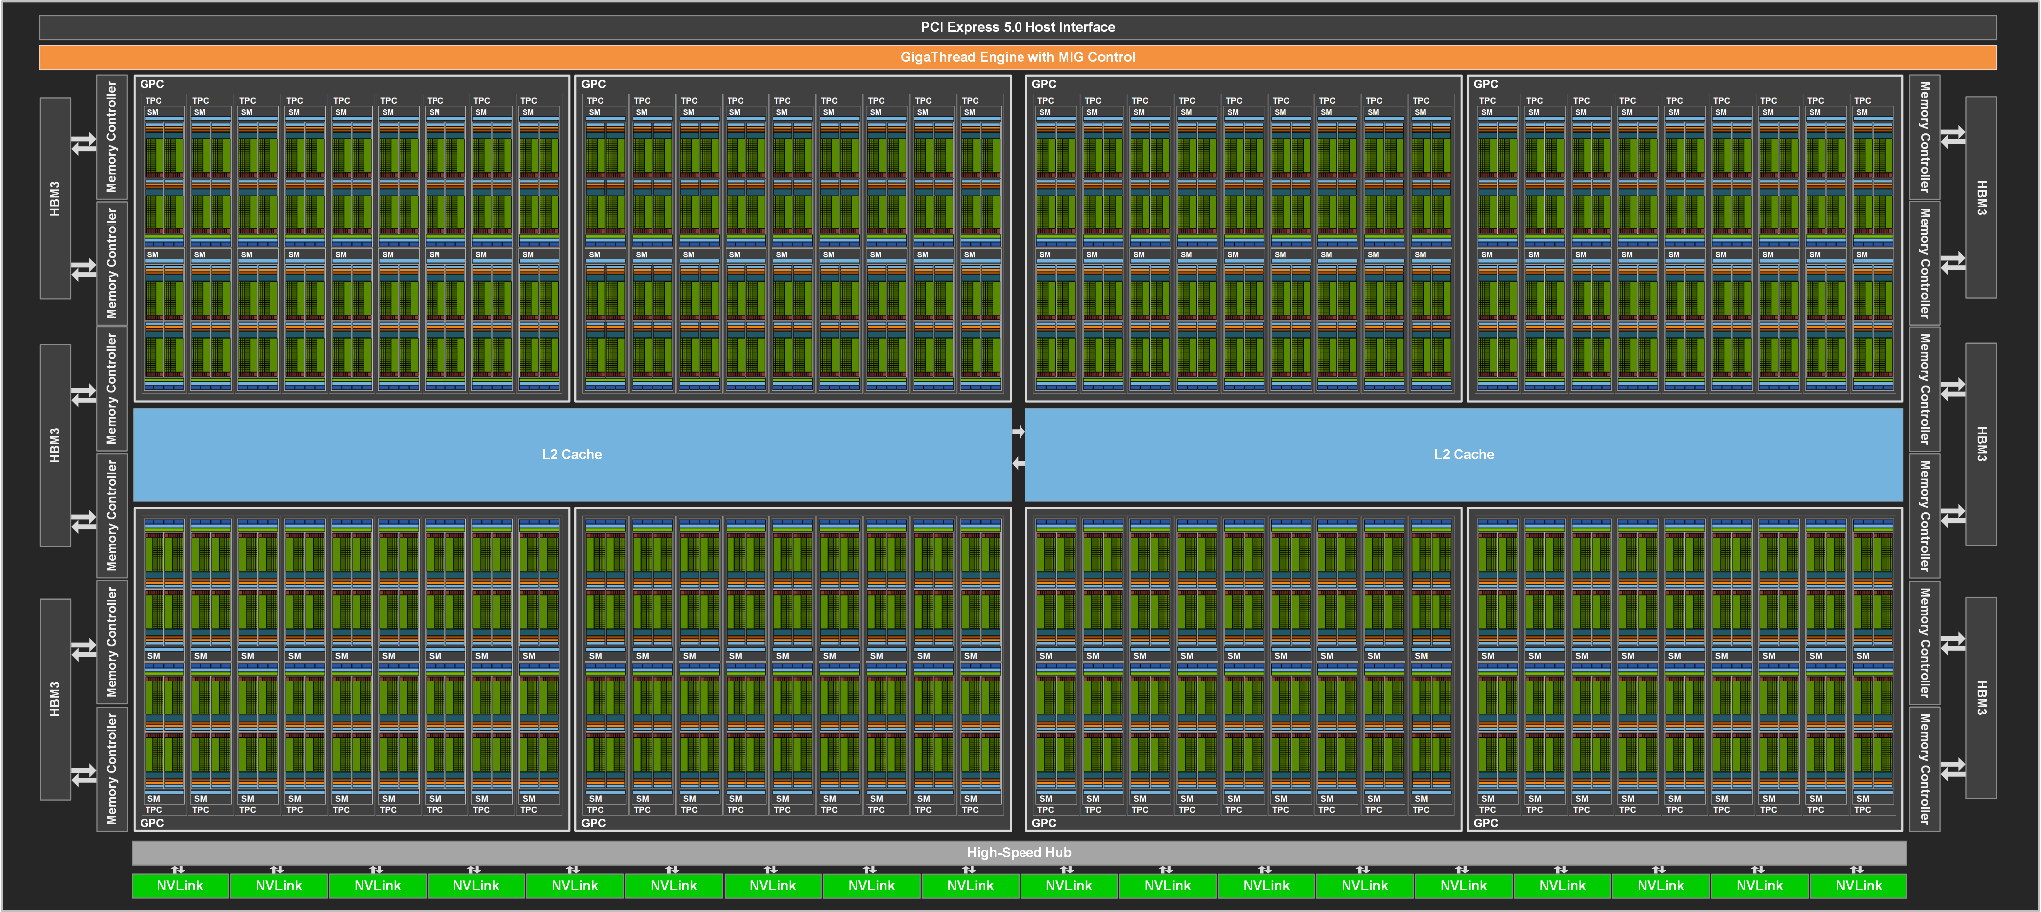 PCI Express 5.0 Host Interface
GigaThread Engine with MIG Control
HBM3
HBM3
HBM3
Memory Controller
Memory Controller
Memory Controller
Memory Controller
Memory Controller
Memory Controller
GPC GPC GPC GPC
TPC TPC TPC TPC TPC TPC TPC TPC TPC TPC TPC TPC TPC TPC TPC TPC TPC TPC TPC TPC TPC TPC TPC TPC TPC TPC TPC TPC TPC TPC TPC TPC TPC TPC TPC TPC
SM SM SM SM SM SM SM SM SM SM SM SM SM SM SM SM SM SM SM SM SM SM SM SM SM SM SM SM SM SM SM SM SM SM SM SM
SM SM SM SM SM SM SM SM SM SM SM SM SM SM SM SM SM SM SM SM SM SM SM SM SM SM SM SM SM SM SM SM SM SM SM SM
L2 Cache L2 Cache
SM SM SM SM SM SM SM SM SM SM SM SM SM SM SM SM SM SM SM SM SM SM SM SM SM SM SM SM SM SM SM SM SM SM SM SM
SM SM SM SM SM SM SM SM SM SM SM SM SM SM SM SM SM SM SM SM SM SM SM SM SM SM SM SM SM SM SM SM SM SM SM SM
TPC TPC TPC TPC TPC TPC TPC TPC TPC TPC TPC TPC TPC TPC TPC TPC TPC TPC TPC TPC TPC TPC TPC TPC TPC TPC TPC TPC TPC TPC TPC TPC TPC TPC TPC TPC
GPC GPC GPC GPC
Memory Controller
Memory Controller
Memory Controller
Memory Controller
Memory Controller
Memory Controller
HBM3
HBM3
HBM3
High-Speed Hub
NVLink NVLink NVLink NVLink NVLink NVLink NVLink NVLink NVLink NVLink NVLink NVLink NVLink NVLink NVLink NVLink NVLink NVLink